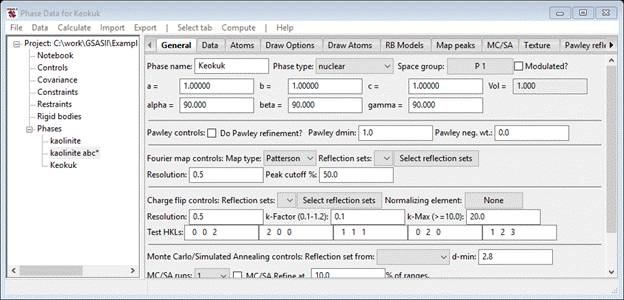 Phase Data for Keokuk
File Data Calculate Import Export | Select tab Compute | Help
Project: C:\work\GSASII\Exampl
Notebook
Controls
Covariance
Constraints
Restraints
Rigid bodies
Phases
kaolinite
kaolinite abc*
Keokuk
General Data Atoms Draw Options Draw Atoms RB Models Map peaks MC/SA Texture Pawley refle
Phase name: Keokuk Phase type: nuclear Space group: P 1 Modulated?
a = 1.00000 b = 1.00000 c = 1.00000 Vol = 1.000
alpha = 90.000 beta = 90.000 gamma = 90.000
Pawley controls: Do Pawley refinement? Pawley dmin: 1.0 Pawley neg. wt.: 0.0
Fourier map controls: Map type: Patterson Reflection sets: Select reflection sets
Resolution: 0.5 Peak cutoff %: 50.0
Charge flip controls: Reflection sets: Select reflection sets Normalizing element: None
Resolution: 0.5 k-Factor (0.1-1.2): 0.1 k-Max (>=10.0): 20.0
Test HKLs: 0 0 2 2 0 0 1 1 1 0 2 0 1 2 3
Monte Carlo/Simulated Annealing controls: Reflection set from: d-min: 2.8
MC/SA runs: 1 MC/SA Refine at 10.0 % of ranges.